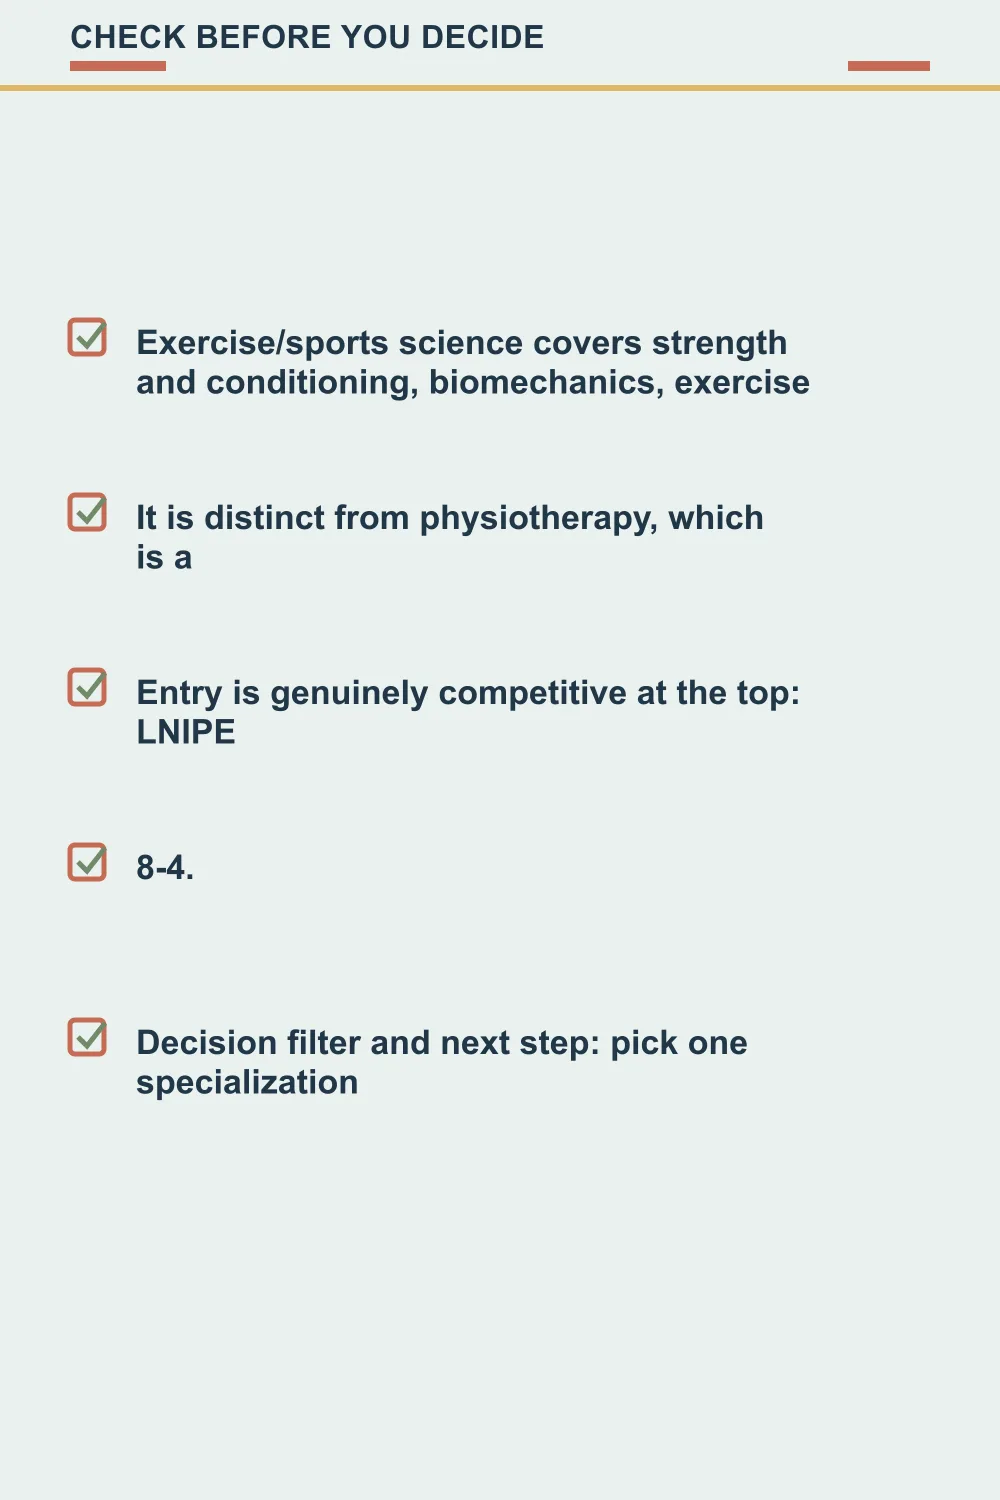 CHECK BEFORE YOU DECIDE
Exercise/sports science covers strength
and conditioning, biomechanics, exercise
It is distinct from physiotherapy, which
is a
Entry is genuinely competitive at the top:
LNIPE
8-4.
Decision filter and next step: pick one
specialization